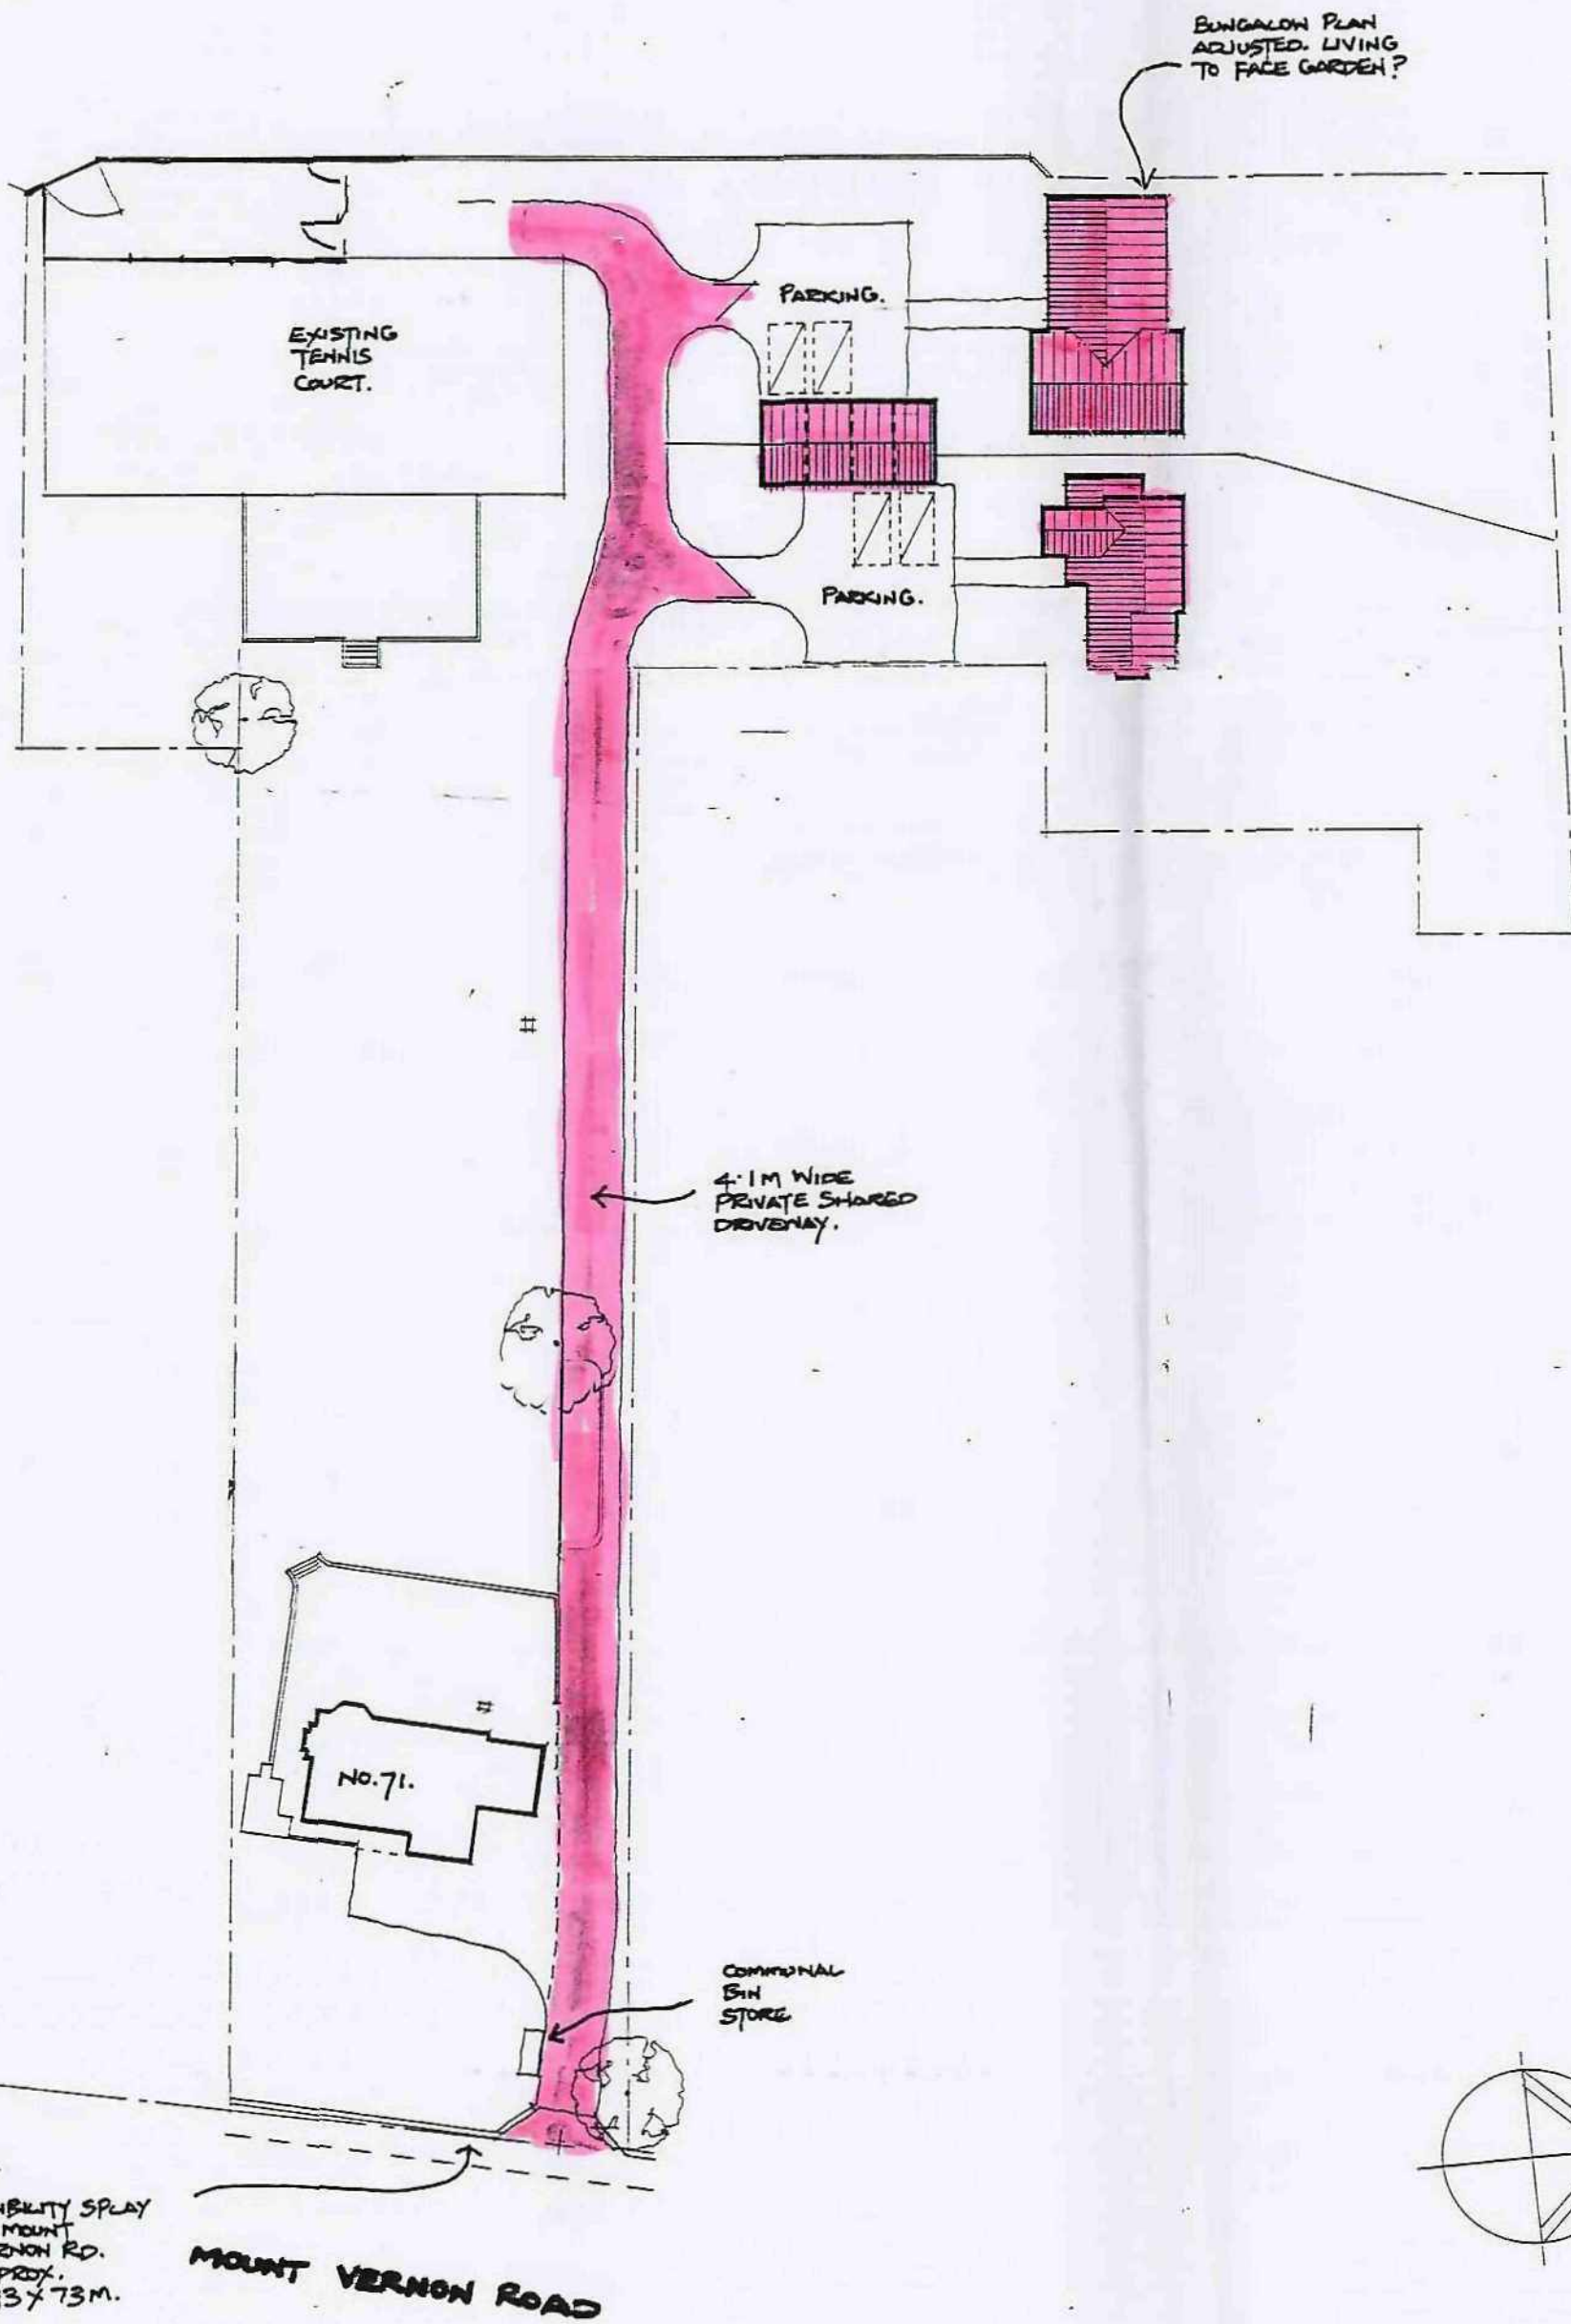 BUNGALOW PLAN
ADJUSTED. LIVING
TO FACE GARDEN?
PARKING.
EXISTING
TENNIS
COURT.
PARKING.
4.1M WIDE
PRIVATE SHARED
DRIVEWAY.
NO.71.
COMMUNAL
BIN
STORE
SPLAY
MOUNT
RD.
73M.
MOUNT VERNON ROAD